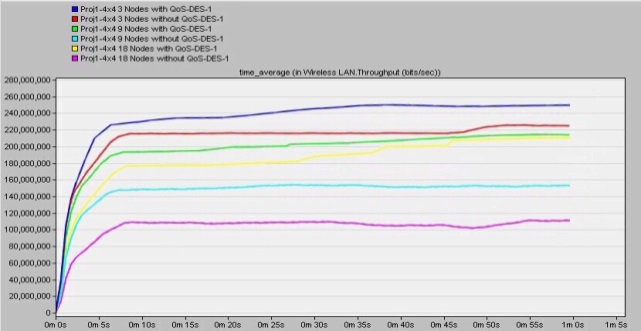 Proj1-4x4 3 Nodes with QoS-DES-1
Proj1-4x4 3 Nodes without QoS-DES-1
Proj1-4x4 9 Nodes with QoS-DES-1
Proj1-4x4 9 Nodes without QoS-DES-1
Proj1-4x4 18 Nodes with QoS-DES-1
Proj1-4x4 18 Nodes without QoS-DES-1
time_average (in Wireless LAN.Throughput (bits/sec))
280,000,000
260,000,000
240,000,000
220,000,000
200,000,000
180,000,000
160,000,000
140,000,000
120,000,000
100,000,000
80,000,000
60,000,000
40,000,000
20,000,000
0
0m 0s 0m 5s 0m 10s 0m 15s 0m 20s 0m 25s 0m 30s 0m 35s 0m 40s 0m 45s 0m 50s 0m 55s 1m 0s 1m 5s